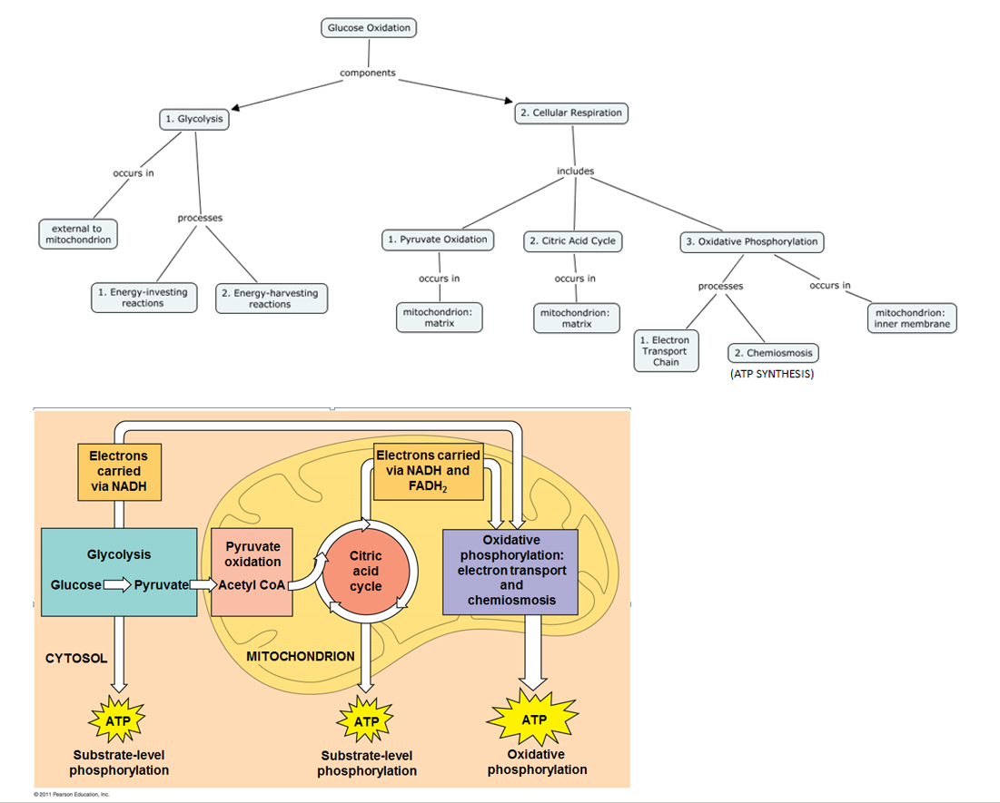 Glucose Oxidation
components
1. Glycolysis
2. Cellular Respiration
occurs in
includes
processes
external to
mitochondrion
1. Pyruvate Oxidation
2. Citric Acid Cycle
3. Oxidative Phosphorylation
occurs in
occurs in
processes
occurs in
1. Energy-investing
reactions
2. Energy-harvesting
reactions
mitochondrion:
matrix
mitochondrion:
matrix
mitochondrion:
inner membrane
1. Electron
Transport
Chain
2. Chemiosmosis
(ATP SYNTHESIS)
Electrons
carried
via NADH
Electrons carried
via NADH and
FADH₂
Glycolysis
Glucose
Pyruvate
Pyruvate
oxidation
Acetyl CoA
Citric
acid
cycle
Oxidative
phosphorylation:
electron transport
and
chemiosmosis
CYTOSOL
MITOCHONDRION
ATP
ATP
ATP
Substrate-level
phosphorylation
Substrate-level
phosphorylation
Oxidative
phosphorylation
© 2011 Pearson Education, Inc.